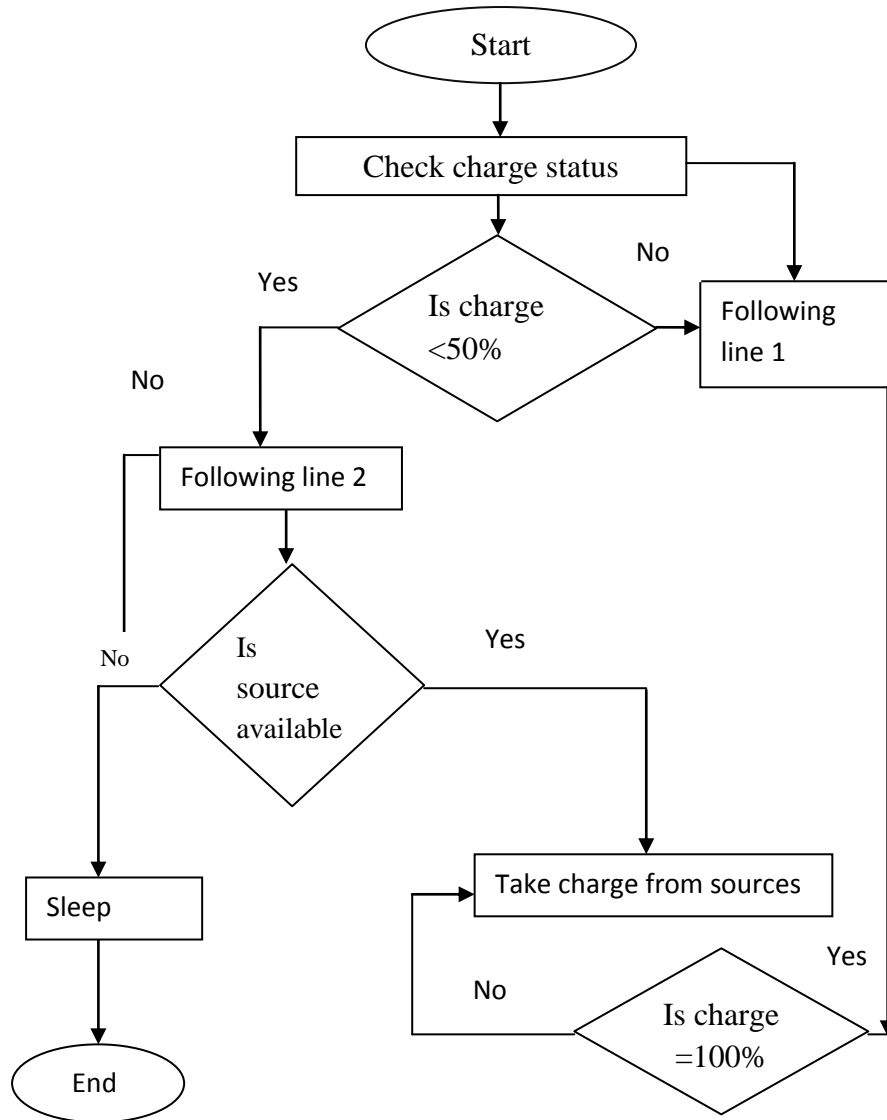 Start
Check charge status
No
Yes
Is charge
<50%
Following
line 1
No
Following line 2
Yes
No
Is
source
available
Take charge from sources
Sleep
Yes
No
Is charge
=100%
End